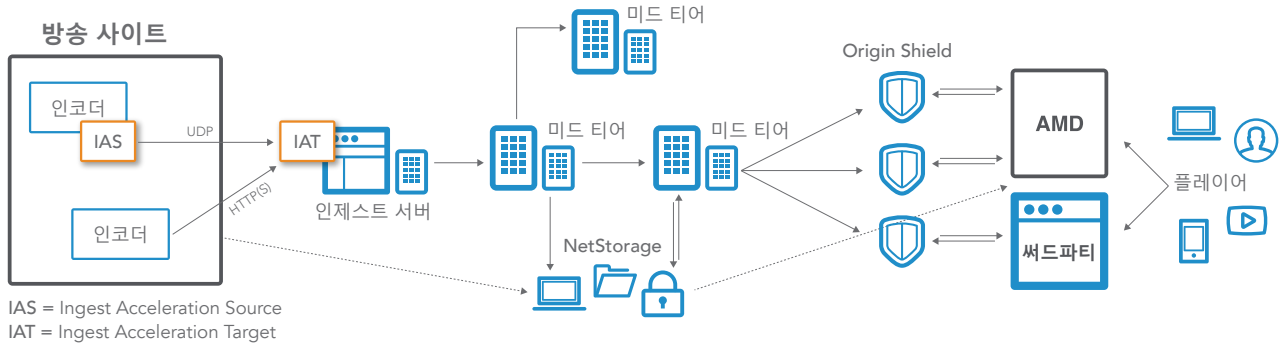 방송 사이트
인코더
IAS
UDP
IAT
HTTP(S)
인코더
인제스트 서버
미드 티어
미드 티어
미드 티어
NetStorage
Origin Shield
AMD
써드파티
플레이어
IAS = Ingest Acceleration Source
IAT = Ingest Acceleration Target